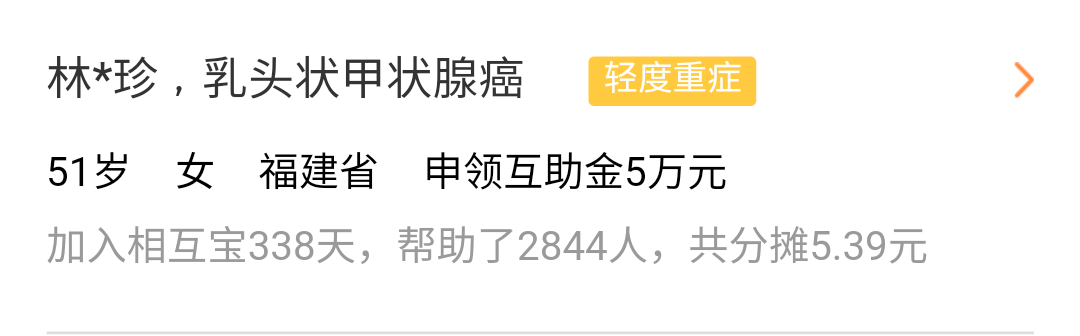 林*珍，乳头状甲状腺癌 轻度重症
51岁 女 福建省 申领互助金5万元
加入相互宝338天，帮助了2844人，共分摊5.39元